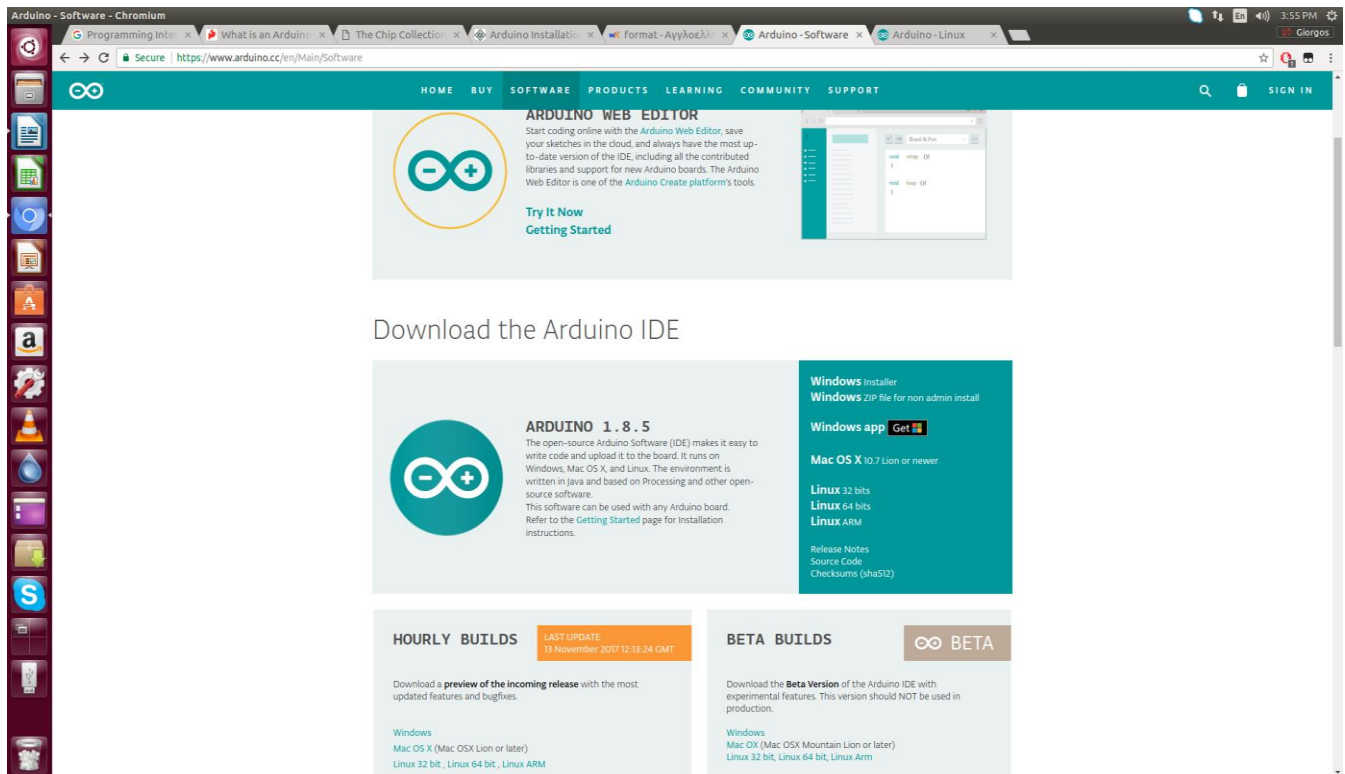 Arduino - Software - Chromium
En
3:55 PM
Programming Inter
What is an Arduino
The Chip Collection
Arduino Installatio
format - Αγγλοελλ
Arduino - Software
Arduino - Linux
Giorgos
Secure https://www.arduino.cc/en/Main/Software
HOME BUY SOFTWARE PRODUCTS LEARNING COMMUNITY SUPPORT
SIGN IN
ARDUINO WEB EDITOR
Start coding online with the Arduino Web Editor, save
your sketches in the cloud, and always have the most up-
to-date version of the IDE, including all the contributed
libraries and support for new Arduino boards. The Arduino
Web Editor is one of the Arduino Create platform's tools.
Try It Now
Getting Started
Board & Port
void setup (){
}
void loop (){
}
Download the Arduino IDE
ARDUINO 1.8.5
The open-source Arduino Software (IDE) makes it easy to
write code and upload it to the board. It runs on
Windows, Mac OS X, and Linux. The environment is
written in Java and based on Processing and other open-
source software.
This software can be used with any Arduino board.
Refer to the Getting Started page for Installation
instructions.
Windows Installer
Windows ZIP file for non admin install
Windows app Get
Mac OS X 10.7 Lion or newer
Linux 32 bits
Linux 64 bits
Linux ARM
Release Notes
Source Code
Checksums (sha512)
HOURLY BUILDS
LAST UPDATE
13 November 2017 12:13:24 GMT
Download a preview of the incoming release with the most
updated features and bugfixes.
Windows
Mac OS X (Mac OSX Lion or later)
Linux 32 bit , Linux 64 bit , Linux ARM
BETA BUILDS
BETA
Download the Beta Version of the Arduino IDE with
experimental features. This version should NOT be used in
production.
Windows
Mac OX (Mac OSX Mountain Lion or later)
Linux 32 bit, Linux 64 bit, Linux Arm